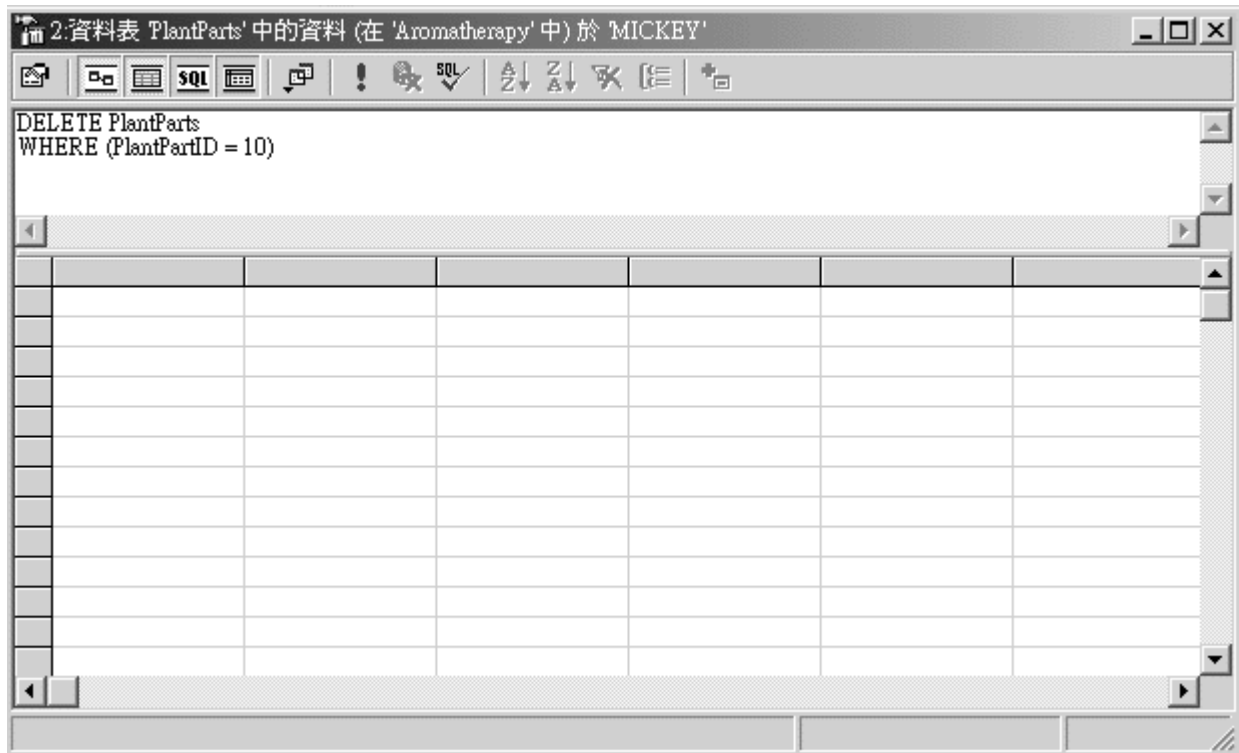 2:資料表 'PlantParts' 中的資料 (在 'Aromatherapy' 中) 於 'MICKEY'
SQL SQL A Z Z A
DELETE PlantParts
WHERE (PlantPartID = 10)